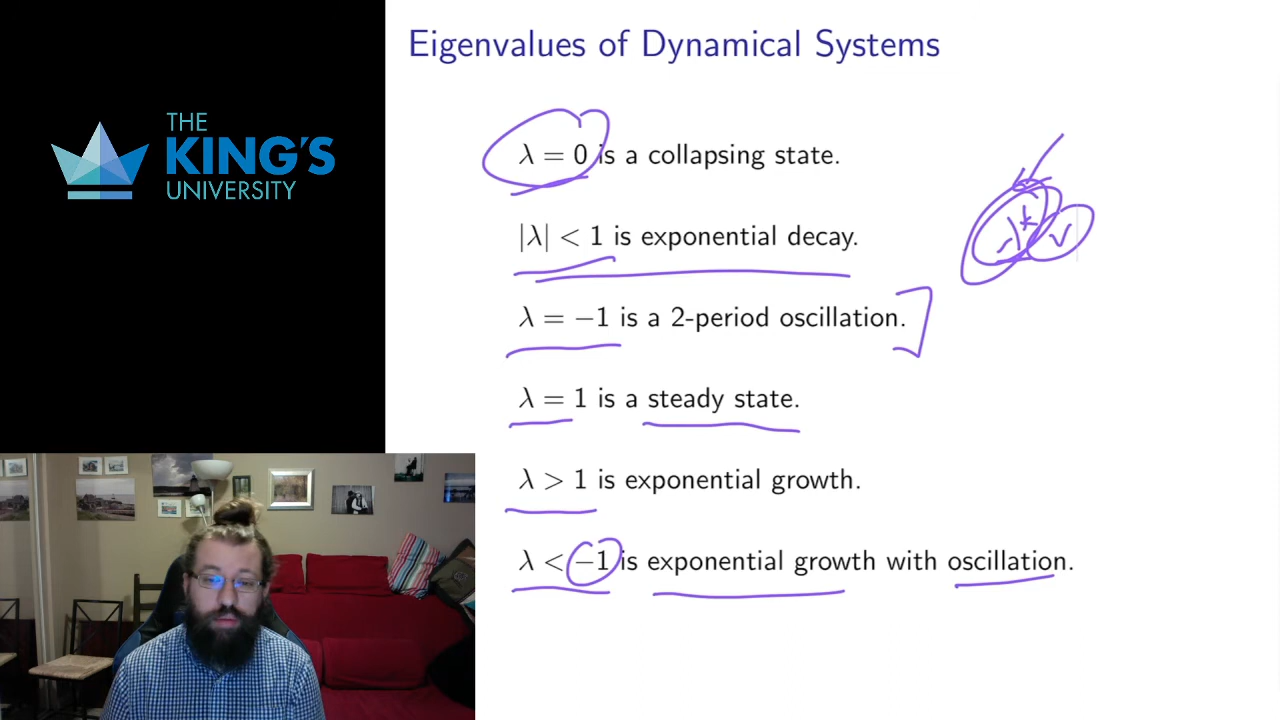 THE
KING'S
UNIVERSITY
Eigenvalues of Dynamical Systems
λ = 0 is a collapsing state.
|λ| < 1 is exponential decay.
λᵏ v
λ = −1 is a 2-period oscillation.
λ = 1 is a steady state.
λ > 1 is exponential growth.
λ < −1 is exponential growth with oscillation.